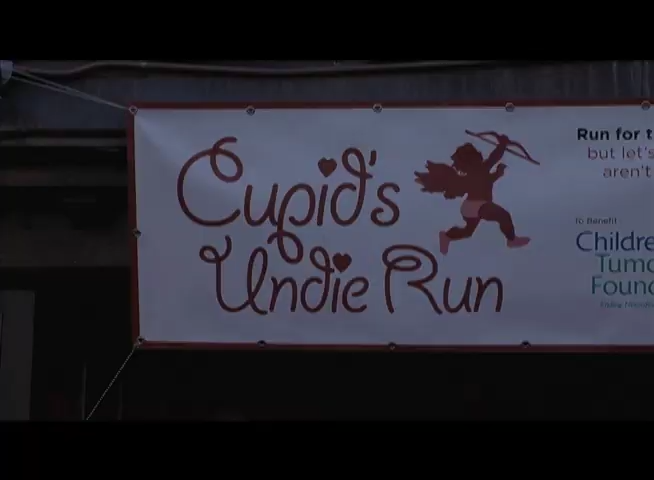 Cupid's
Undie Run
Run for t
but let's
aren't
To Benefit
Childre
Tumo
Found